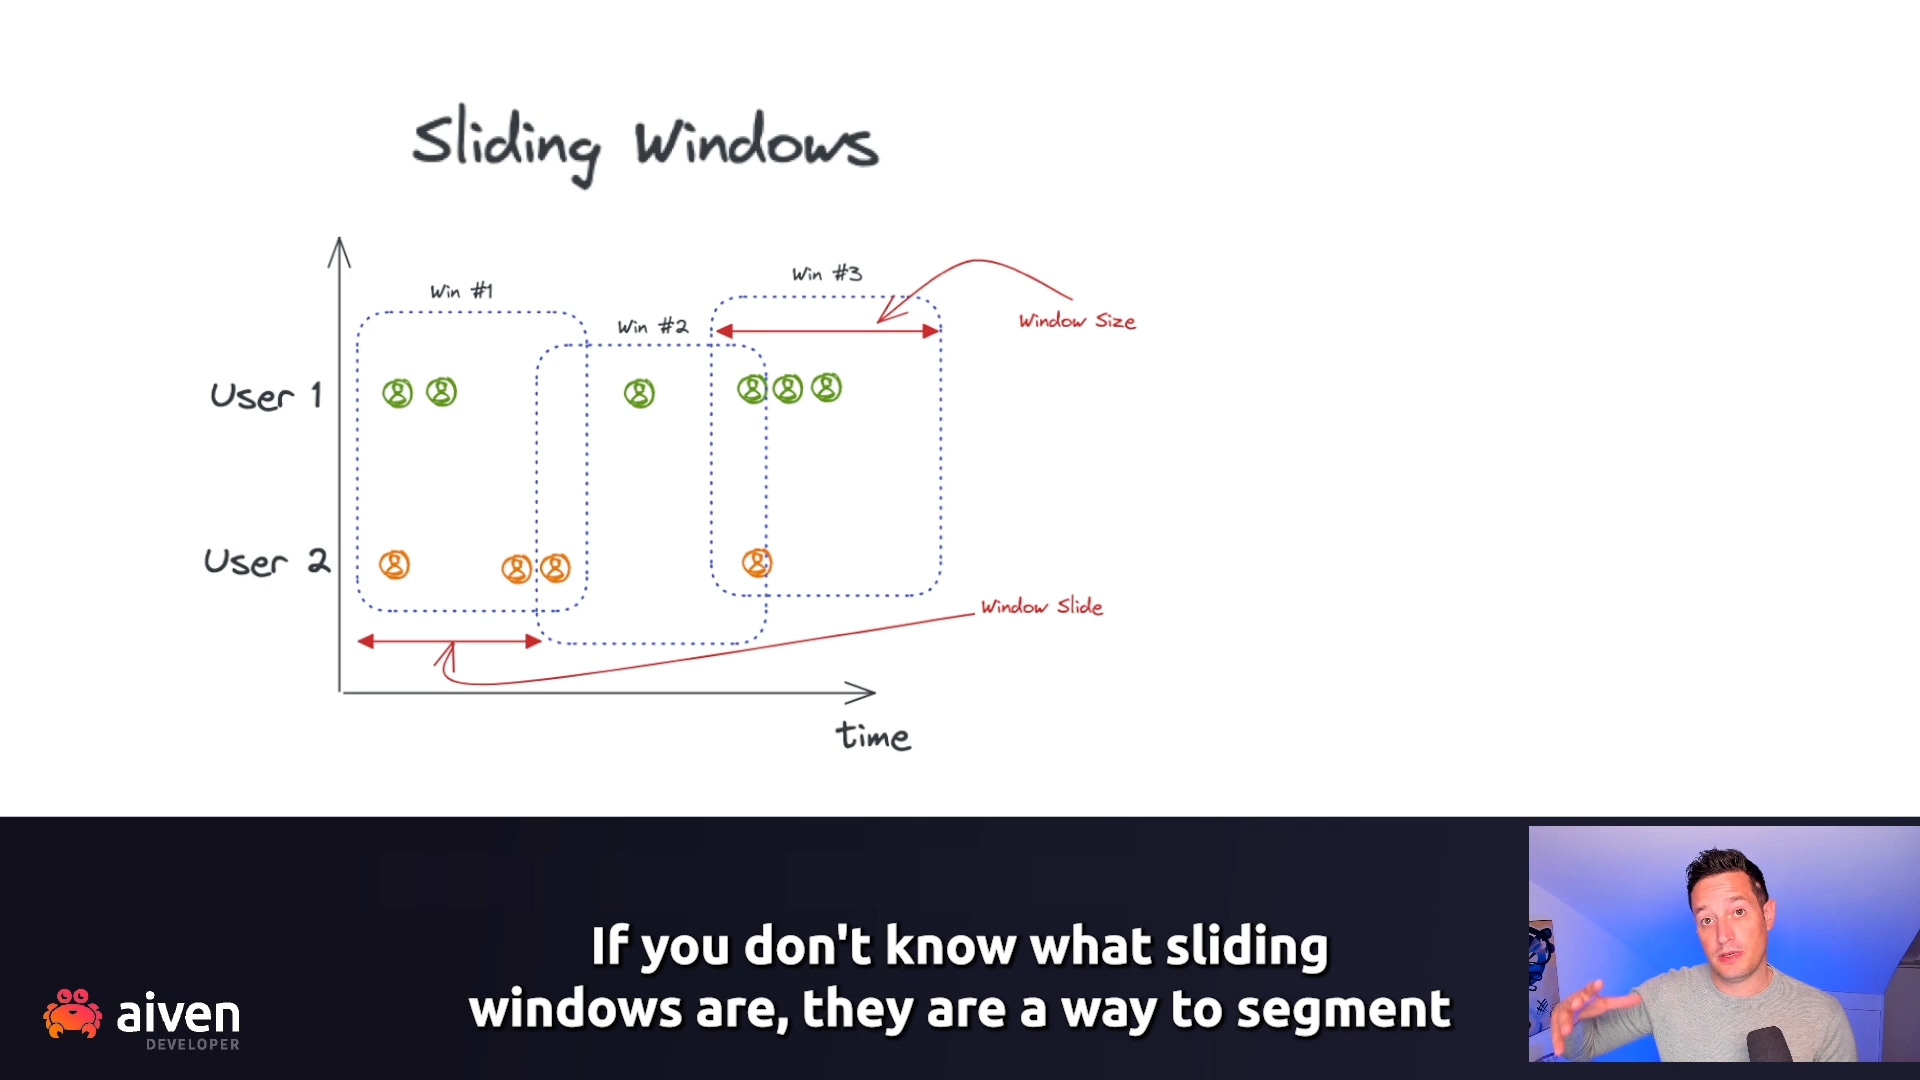 Sliding Windows
Win #1
Win #2
Win #3
Window Size
User 1
User 2
Window Slide
time
If you don't know what sliding
windows are, they are a way to segment
aiven
DEVELOPER